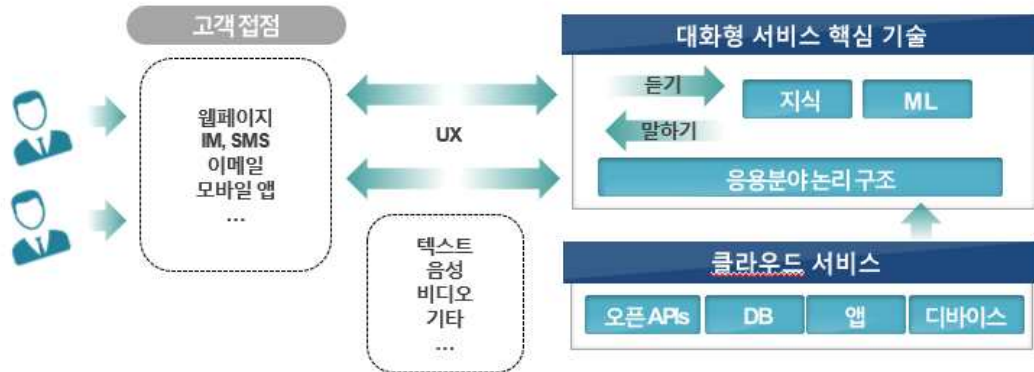 고객 접점
웹페이지
IM, SMS
이메일
모바일 앱
...
UX
텍스트
음성
비디오
기타
...
대화형 서비스 핵심 기술
듣기
말하기
지식
ML
응용분야 논리 구조
클라우드 서비스
오픈 APIs
DB
앱
디바이스